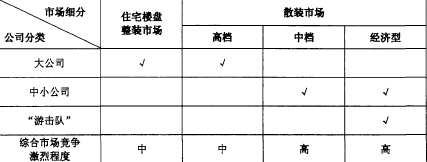 市场细分
公司分类
住宅楼盘
整装市场
散装市场
高档 中档 经济型
大公司 √ √
中小公司 √ √
“游击队” √
综合市场竞争
激烈程度
中 中 高 高